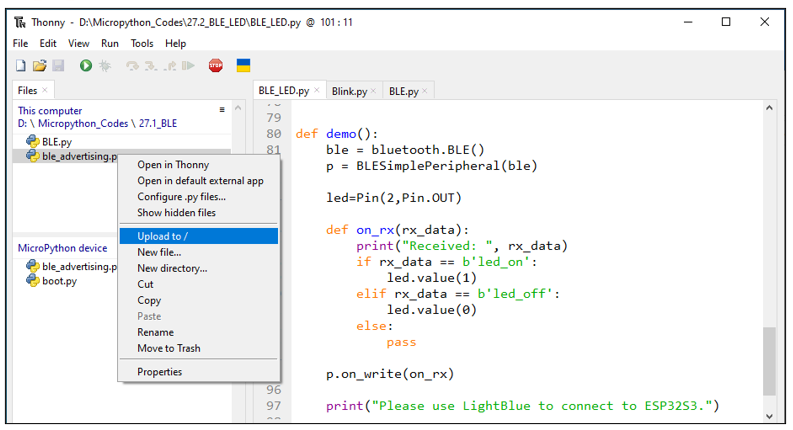 Thonny - D:\Micropython_Codes\27.2_BLE_LED\BLE_LED.py @ 101 : 11
File Edit View Run Tools Help
STOP
Files ×
This computer
D: \ Micropython_Codes \ 27.1_BLE
BLE.py
ble_advertising.p
Open in Thonny
Open in default external app
Configure .py files...
Show hidden files
Upload to /
New file...
New directory...
Cut
Copy
Paste
Rename
Move to Trash
Properties
MicroPython device
ble_advertising.p
boot.py
BLE_LED.py × Blink.py × BLE.py ×
79
80 def demo():
81 ble = bluetooth.BLE()
p = BLESimplePeripheral(ble)
led=Pin(2,Pin.OUT)
def on_rx(rx_data):
print("Received: ", rx_data)
if rx_data == b'led_on':
led.value(1)
elif rx_data == b'led_off':
led.value(0)
else:
pass
p.on_write(on_rx)
96
97 print("Please use LightBlue to connect to ESP32S3.")